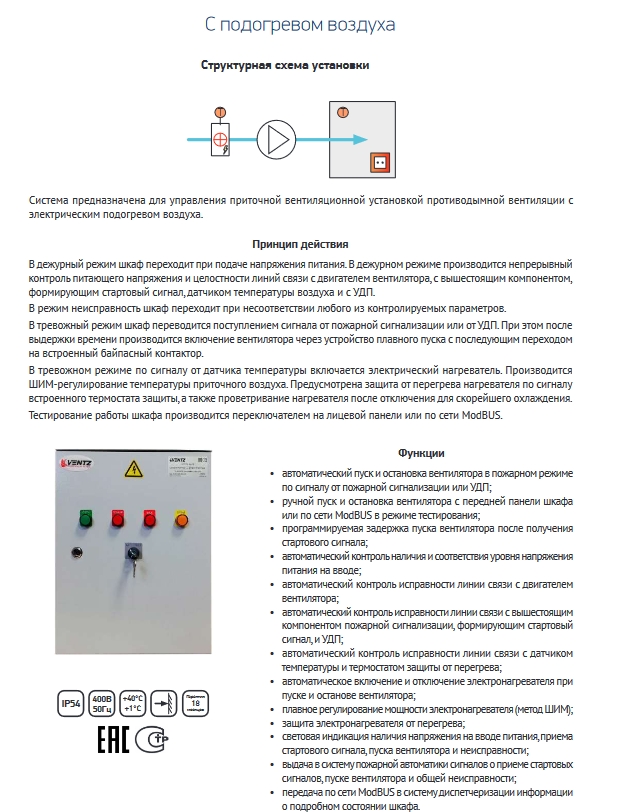 С подогревом воздуха
Структурная схема установки
Система предназначена для управления приточной вентиляционной установкой противодымной вентиляции с
электрическим подогревом воздуха.
Принцип действия
В дежурный режим шкаф переходит при подаче напряжения питания. В дежурном режиме производится непрерывный
контроль питающего напряжения и целостности линий связи с двигателем вентилятора, с вышестоящим компонентом,
формирующим стартовый сигнал, датчиком температуры воздуха и с УДП.
В режим неисправность шкаф переходит при несоответствии любого из контролируемых параметров.
В тревожный режим шкаф переводится поступлением сигнала от пожарной сигнализации или от УДП. При этом после
выдержки времени производится включение вентилятора через устройство плавного пуска с последующим переходом
на встроенный байпасный контактор.
В тревожном режиме по сигналу от датчика температуры включается электрический нагреватель. Производится
ШИМ-регулирование температуры приточного воздуха. Предусмотрена защита от перегрева нагревателя по сигналу
встроенного термостата защиты, а также проветривание нагревателя после отключения для скорейшего охлаждения.
Тестирование работы шкафа производится переключателем на лицевой панели или по сети ModBUS.
VENTZ
VENTZ
IP54
400В
50Гц
+40°C
+1°C
18
ЕАС
Функции
• автоматический пуск и остановка вентилятора в пожарном режиме
по сигналу от пожарной сигнализации или УДП;
• ручной пуск и остановка вентилятора с передней панели шкафа
или по сети ModBUS в режиме тестирования;
• программируемая задержка пуска вентилятора после получения
стартового сигнала;
• автоматический контроль наличия и соответствия уровня напряжения
питания на вводе;
• автоматический контроль исправности линии связи с двигателем
вентилятора;
• автоматический контроль исправности линии связи с вышестоящим
компонентом пожарной сигнализации, формирующим стартовый
сигнал, и УДП;
• автоматический контроль исправности линии связи с датчиком
температуры и термостатом защиты от перегрева;
• автоматическое включение и отключение электронагревателя при
пуске и останове вентилятора;
• плавное регулирование мощности электронагревателя (метод ШИМ);
• защита электронагревателя от перегрева;
• световая индикация наличия напряжения на вводе питания, приема
стартового сигнала, пуска вентилятора и неисправности;
• выдача в систему пожарной автоматики сигналов о приеме стартовых
сигналов, пуске вентилятора и общей неисправности;
• передача по сети ModBUS в систему диспетчеризации информации
о подробном состоянии шкафа.